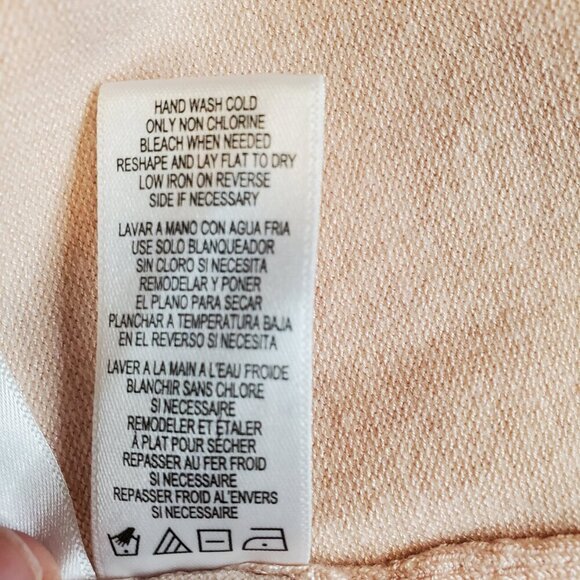 HAND WASH COLD
ONLY NON CHLORINE
BLEACH WHEN NEEDED
RESHAPE AND LAY FLAT TO DRY
LOW IRON ON REVERSE
SIDE IF NECESSARY
LAVAR A MANO CON AGUA FRIA
USE SOLO BLANQUEADOR
SIN CLORO SI NECESITA
REMODELAR Y PONER
EL PLANO PARA SECAR
PLANCHAR A TEMPERATURA BAJA
EN EL REVERSO SI NECESITA
LAVER A LA MAIN A L'EAU FROIDE
BLANCHIR SANS CHLORE
SI NECESSAIRE
REMODELER ET ÉTALER
À PLAT POUR SÉCHER
REPASSER AU FER FROID
SI NECESSAIRE
REPASSER FROID AL'ENVERS
SI NECESSAIRE